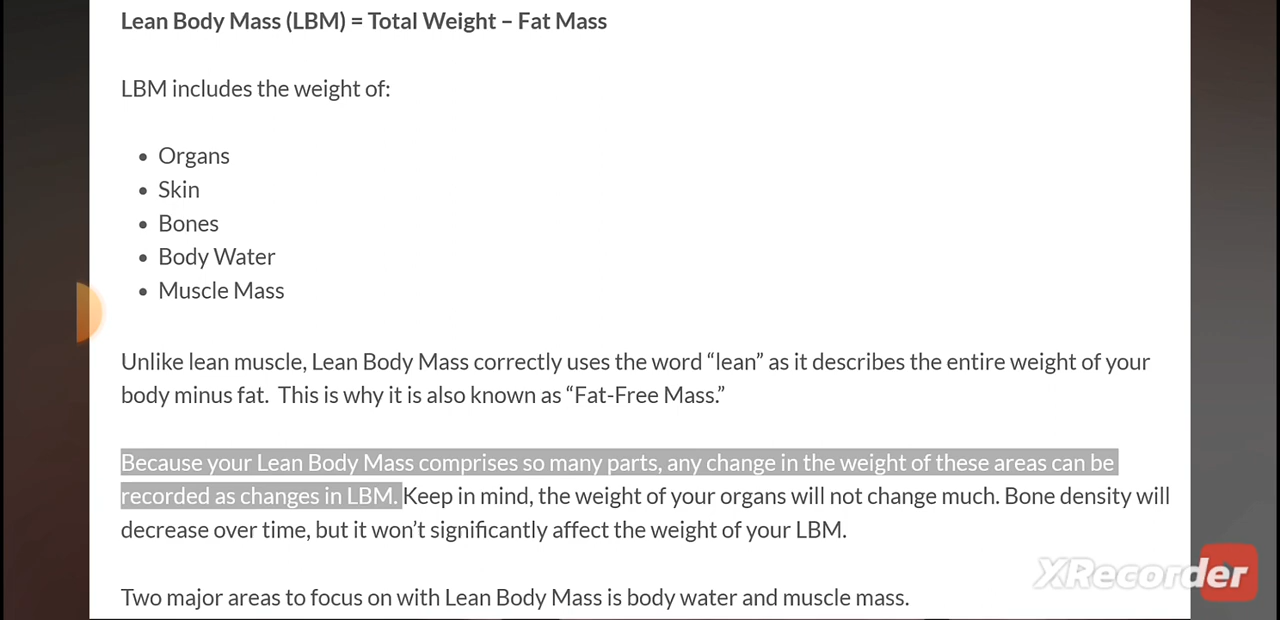 Lean Body Mass (LBM) = Total Weight – Fat Mass
LBM includes the weight of:
• Organs
• Skin
• Bones
• Body Water
• Muscle Mass
Unlike lean muscle, Lean Body Mass correctly uses the word “lean” as it describes the entire weight of your
body minus fat.  This is why it is also known as “Fat-Free Mass.”
Because your Lean Body Mass comprises so many parts, any change in the weight of these areas can be
recorded as changes in LBM. Keep in mind, the weight of your organs will not change much. Bone density will
decrease over time, but it won’t significantly affect the weight of your LBM.
XRecorder
Two major areas to focus on with Lean Body Mass is body water and muscle mass.